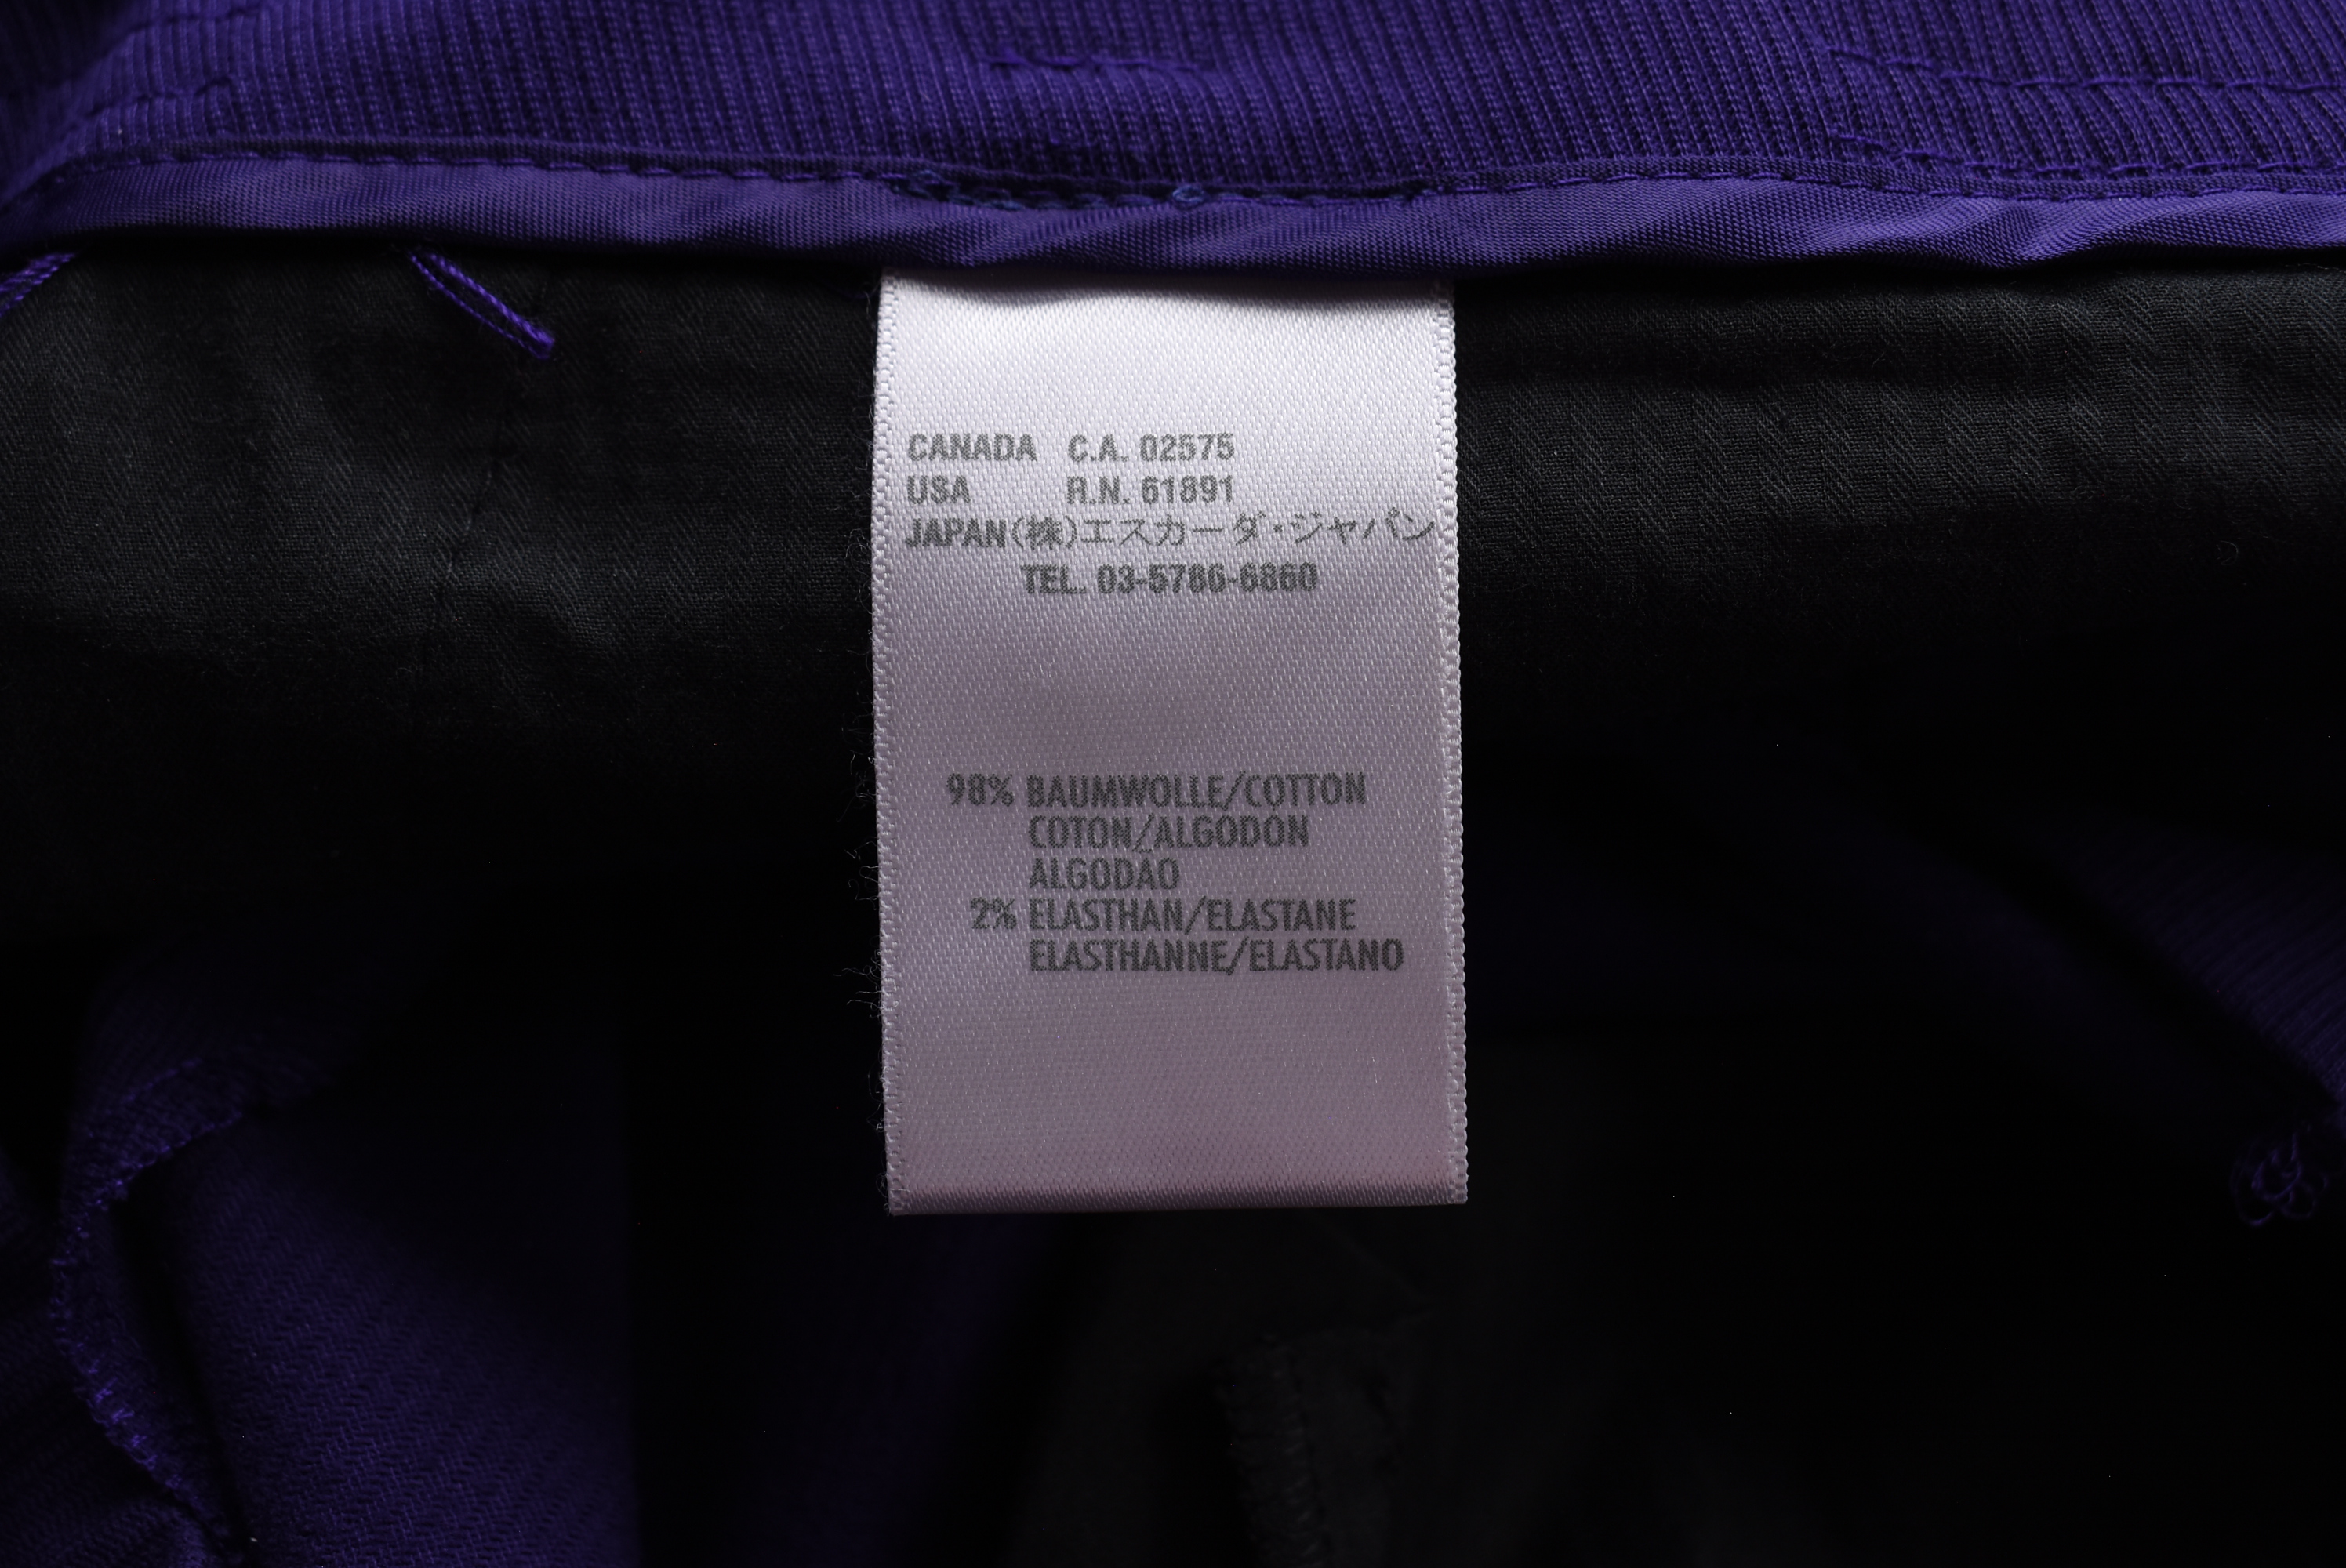 CANADA C.A. 02575
USA R.N. 61891
JAPAN(株)エスカーダ・ジャパン
TEL. 03-5786-6860
98% BAUMWOLLE/COTTON
COTON/ALGODON
ALGODÃO
2% ELASTHAN/ELASTANE
ELASTHANNE/ELASTANO